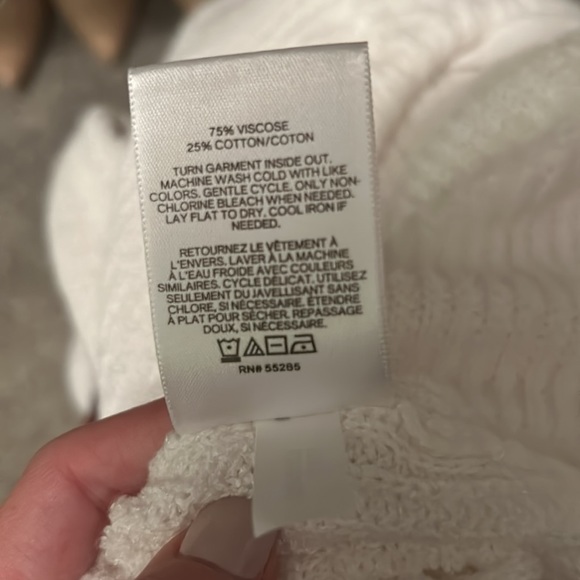 75% VISCOSE
25% COTTON/COTON
TURN GARMENT INSIDE OUT.
MACHINE WASH COLD WITH LIKE
COLORS. GENTLE CYCLE. ONLY NON-
CHLORINE BLEACH WHEN NEEDED.
LAY FLAT TO DRY. COOL IRON IF
NEEDED.
RETOURNEZ LE VÊTEMENT À
L'ENVERS. LAVER À LA MACHINE
À L'EAU FROIDE AVEC COULEURS
SIMILAIRES. CYCLE DÉLICAT. UTILISEZ
SEULEMENT DU JAVELLISANT SANS
CHLORE, SI NÉCESSAIRE. ÉTENDRE
À PLAT POUR SÉCHER. REPASSAGE
DOUX, SI NÉCESSAIRE.
RN# 55285